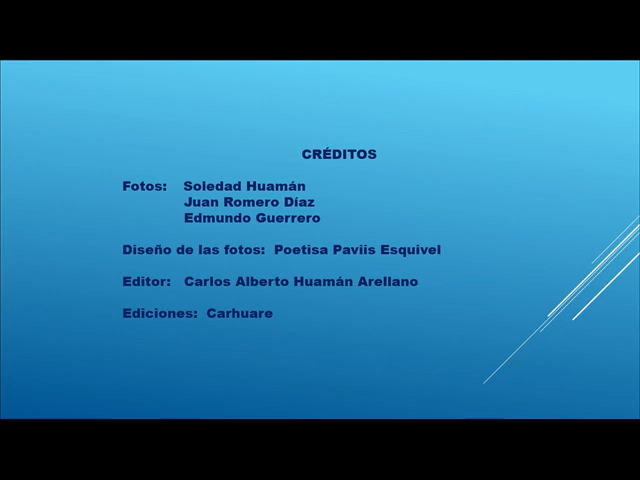 CRÉDITOS
Fotos: Soledad Huamán
Juan Romero Díaz
Edmundo Guerrero
Diseño de las fotos: Poetisa Paviis Esquivel
Editor: Carlos Alberto Huamán Arellano
Ediciones: Carhuare